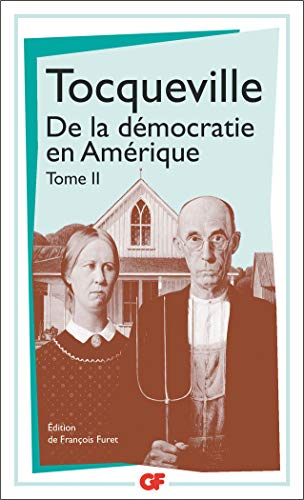 Tocqueville
De la démocratie
en Amérique
Tome II
Édition
de François Furet
GF